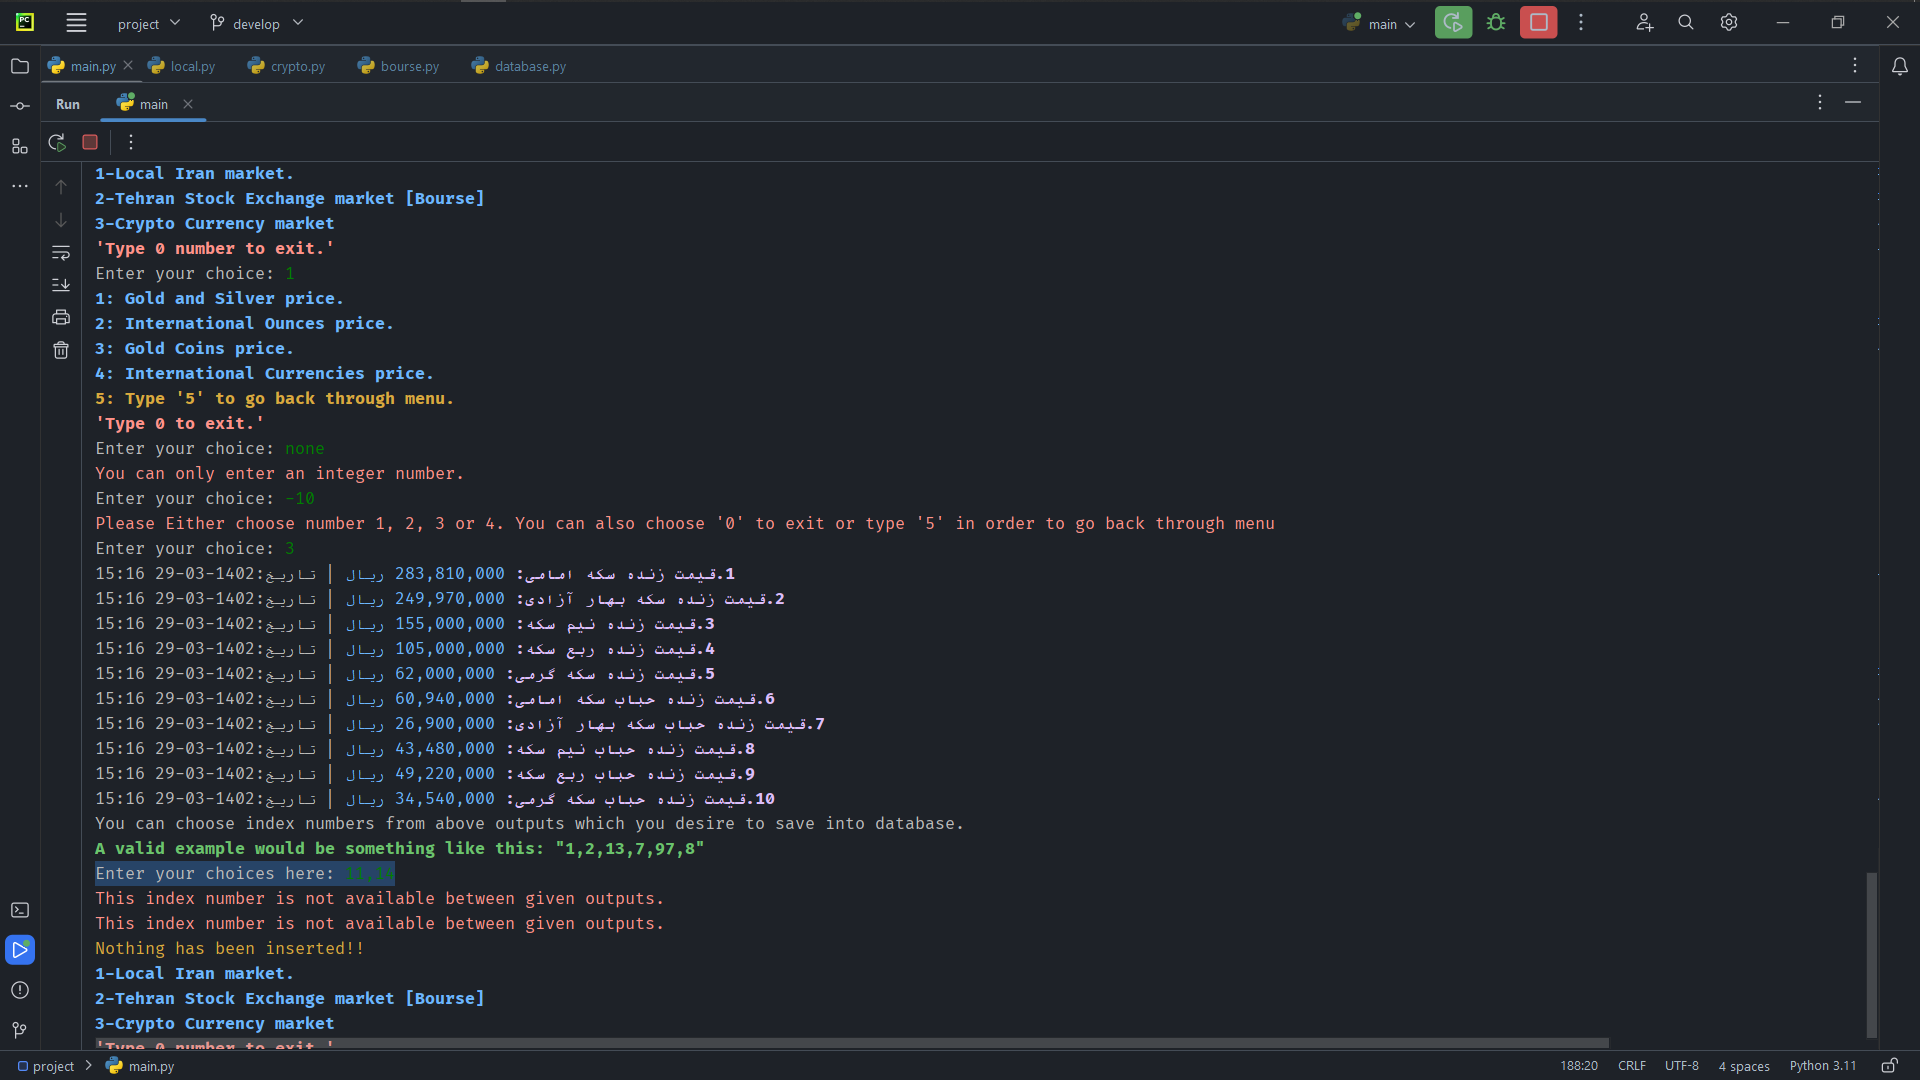 project
develop
main
main.py
local.py
crypto.py
bourse.py
database.py
Run
main
1-Local Iran market.
2-Tehran Stock Exchange market [Bourse]
3-Crypto Currency market
'Type 0 number to exit.'
Enter your choice: 1
1: Gold and Silver price.
2: International Ounces price.
3: Gold Coins price.
4: International Currencies price.
5: Type '5' to go back through menu.
'Type 0 to exit.'
Enter your choice: none
You can only enter an integer number.
Enter your choice: -10
Please Either choose number 1, 2, 3 or 4. You can also choose '0' to exit or type '5' in order to go back through menu
Enter your choice: 3
1.قیمت زنده سکه امامی: 283,810,000 ریال | تاریخ:1402-03-29 15:16
2.قیمت زنده سکه بهار آزادی: 249,970,000 ریال | تاریخ:1402-03-29 15:16
3.قیمت زنده نیم سکه: 155,000,000 ریال | تاریخ:1402-03-29 15:16
4.قیمت زنده ربع سکه: 105,000,000 ریال | تاریخ:1402-03-29 15:16
5.قیمت زنده سکه گرمی: 62,000,000 ریال | تاریخ:1402-03-29 15:16
6.قیمت زنده حباب سکه امامی: 60,940,000 ریال | تاریخ:1402-03-29 15:16
7.قیمت زنده حباب سکه بهار آزادی: 26,900,000 ریال | تاریخ:1402-03-29 15:16
8.قیمت زنده حباب نیم سکه: 43,480,000 ریال | تاریخ:1402-03-29 15:16
9.قیمت زنده حباب ربع سکه: 49,220,000 ریال | تاریخ:1402-03-29 15:16
10.قیمت زنده حباب سکه گرمی: 34,540,000 ریال | تاریخ:1402-03-29 15:16
You can choose index numbers from above outputs which you desire to save into database.
A valid example would be something like this: "1,2,13,7,97,8"
Enter your choices here: 11,14
This index number is not available between given outputs.
This index number is not available between given outputs.
Nothing has been inserted!!
1-Local Iran market.
2-Tehran Stock Exchange market [Bourse]
3-Crypto Currency market
'Type 0 number to exit.'
project
main.py
188:20
CRLF
UTF-8
4 spaces
Python 3.11